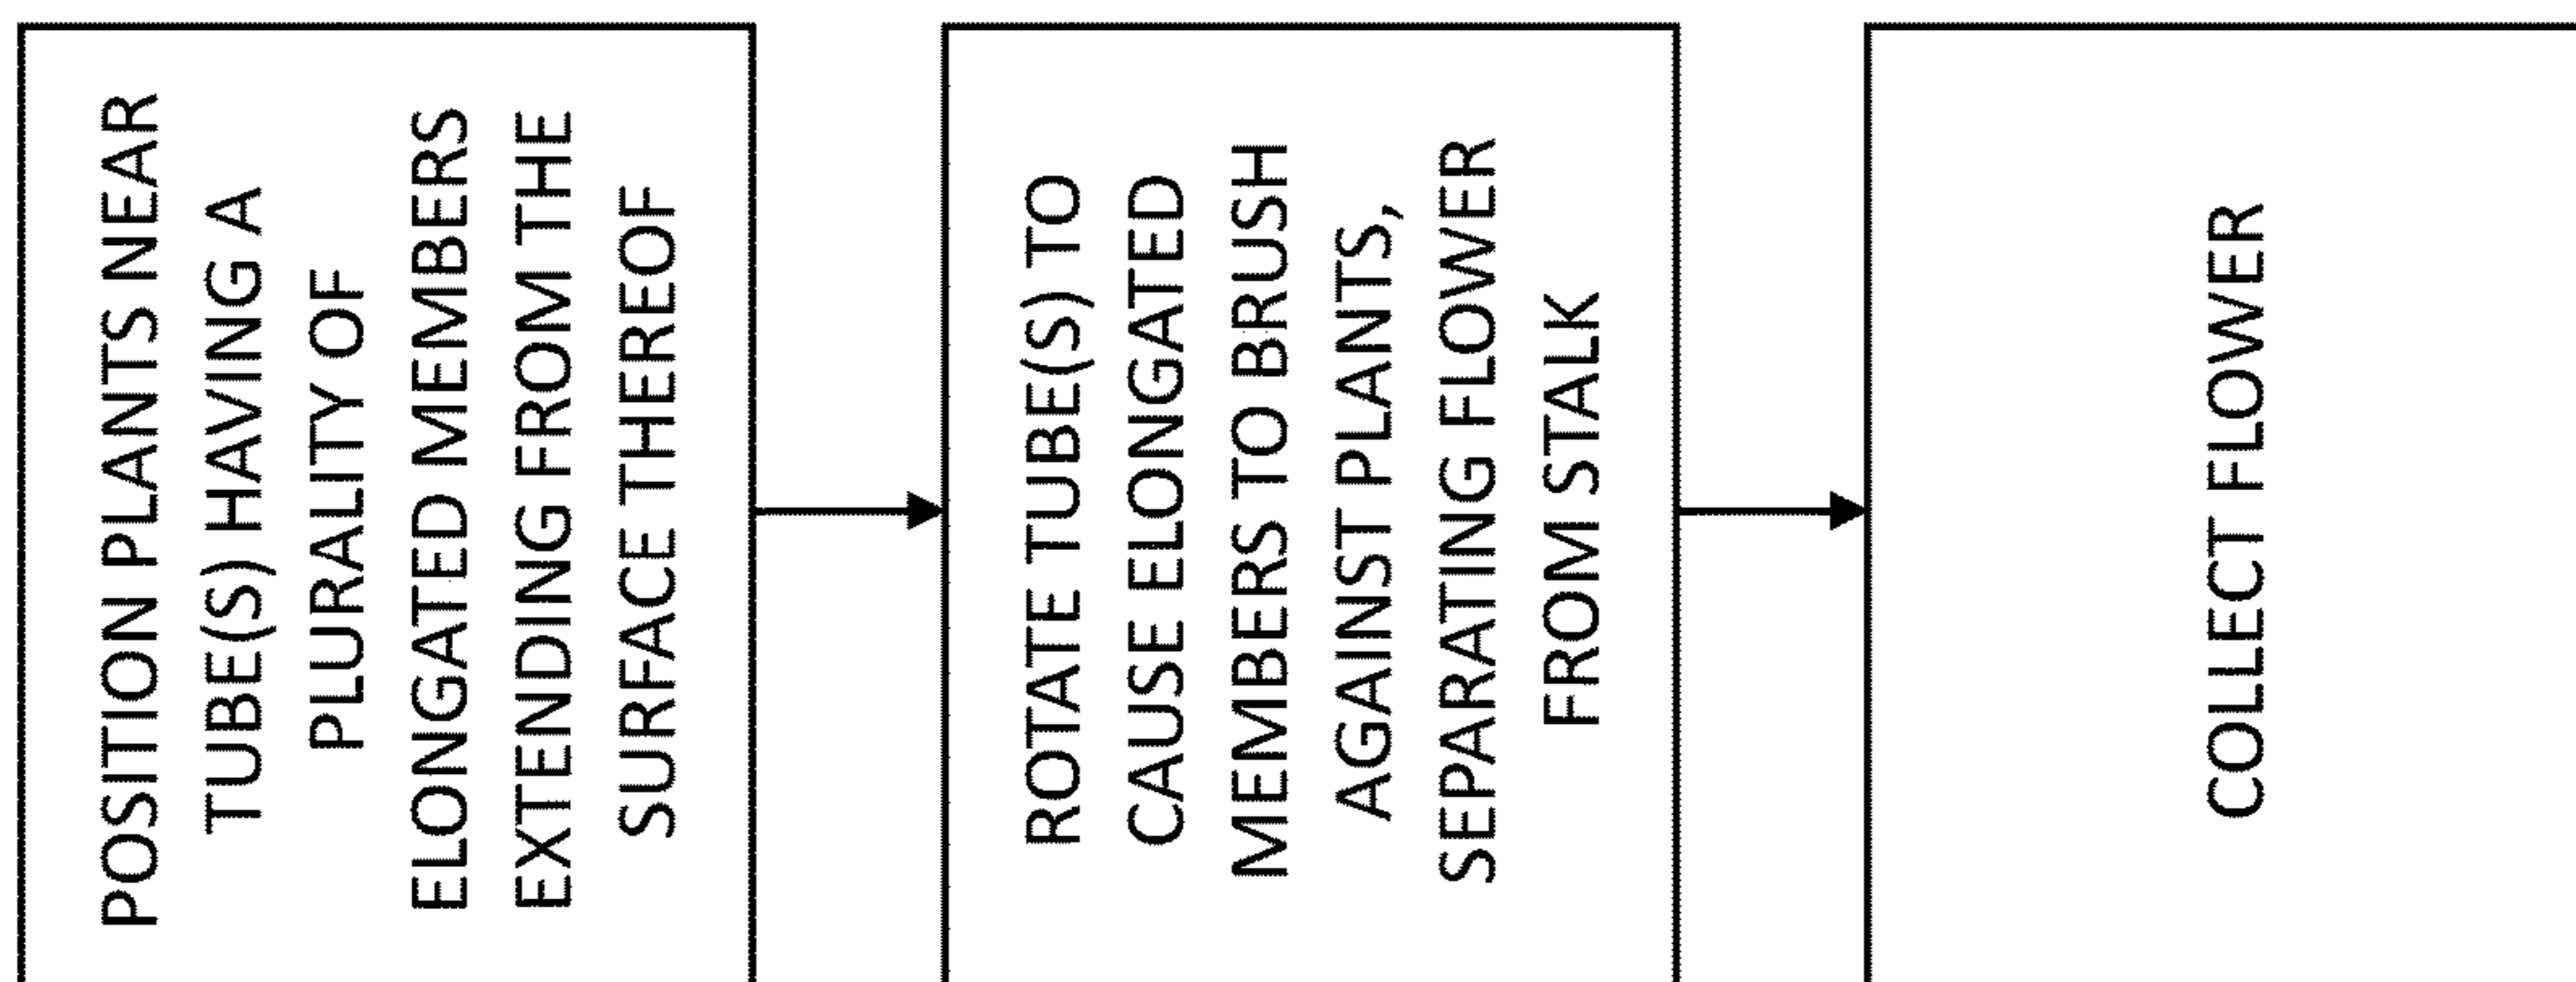 POSITION PLANTS NEAR
TUBE(S) HAVING A
PLURALITY OF
ELONGATED MEMBERS
EXTENDING FROM THE
SURFACE THEREOF
ROTATE TUBE(S) TO
CAUSE ELONGATED
MEMBERS TO BRUSH
AGAINST PLANTS,
SEPARATING FLOWER
FROM STALK
COLLECT FLOWER